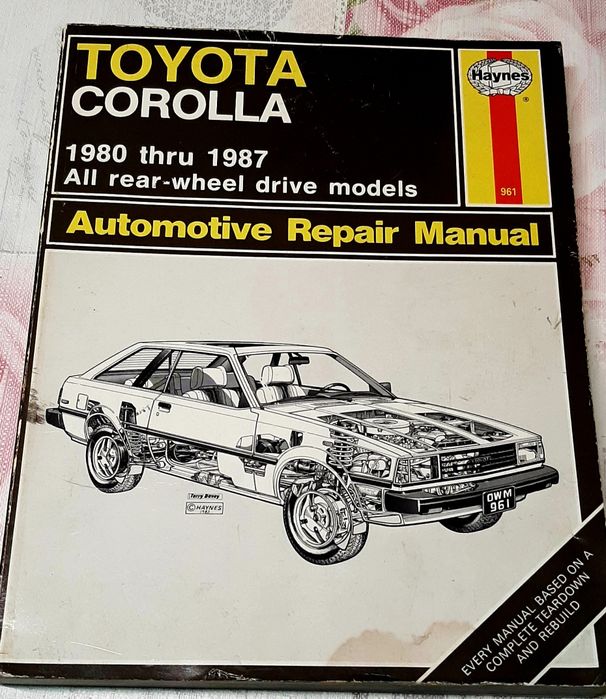 TOYOTA
COROLLA
1980 thru 1987
All rear-wheel drive models
Haynes
®
961
Automotive Repair Manual
Terry Davey
© HAYNES
1982
OWM
961
EVERY MANUAL BASED ON A
COMPLETE TEARDOWN
AND REBUILD